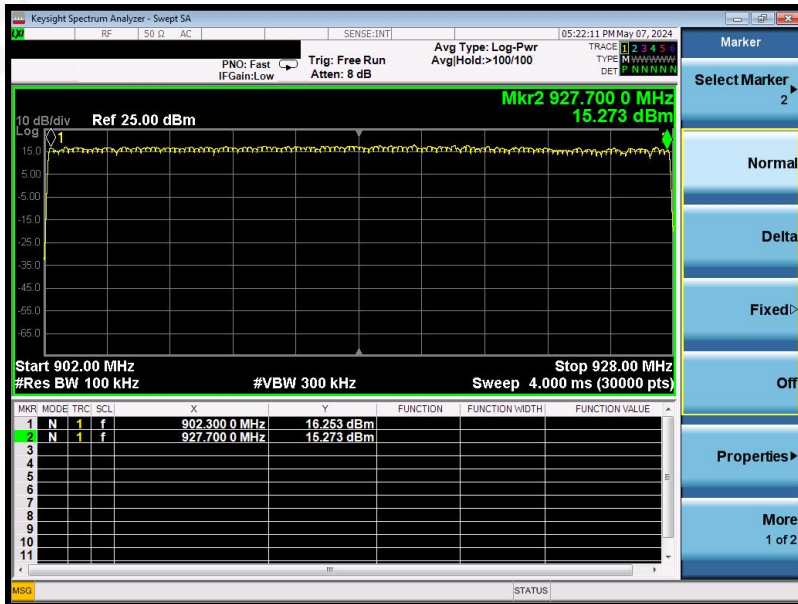 Keysight Spectrum Analyzer - Swept SA
RF 50 Ω AC SENSE:INT 05:22:11 PM May 07, 2024
PNO: Fast Trig: Free Run Avg Type: Log-Pwr TRACE 1 2 3 4 5 6
IFGain:Low Atten: 8 dB Avg|Hold:>100/100 TYPE M W W W W W
DET P N N N N N
Mkr2 927.700 0 MHz
10 dB/div Ref 25.00 dBm 15.273 dBm
Log
1
15.0
5.00
-5.00
-15.0
-25.0
-35.0
-45.0
-55.0
-65.0
Start 902.00 MHz Stop 928.00 MHz
#Res BW 100 kHz #VBW 300 kHz Sweep 4.000 ms (30000 pts)
MKR MODE TRC SCL X Y FUNCTION FUNCTION WIDTH FUNCTION VALUE
1 N 1 f 902.300 0 MHz 16.253 dBm
2 N 1 f 927.700 0 MHz 15.273 dBm
3
4
5
6
7
8
9
10
11
MSG STATUS
Marker
Select Marker
2
Normal
Delta
Fixed
Off
Properties
More
1 of 2